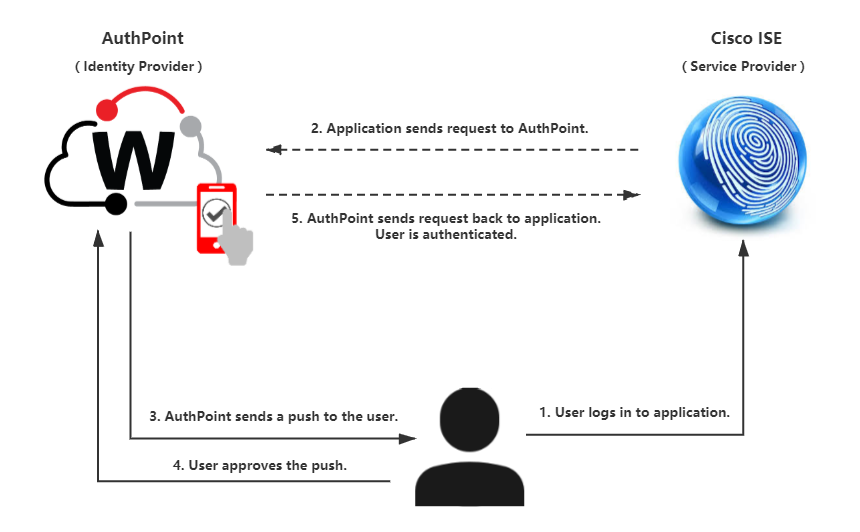 AuthPoint
( Identity Provider )
Cisco ISE
( Service Provider )
W
2. Application sends request to AuthPoint.
5. AuthPoint sends request back to application.
User is authenticated.
3. AuthPoint sends a push to the user.
1. User logs in to application.
4. User approves the push.